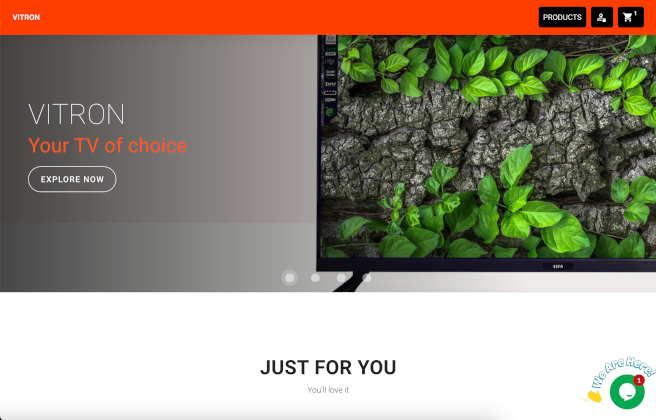 VITRON
PRODUCTS
1
VITRON
Your TV of choice
EXPLORE NOW
JUST FOR YOU
You'll love it
We Are Here!
1